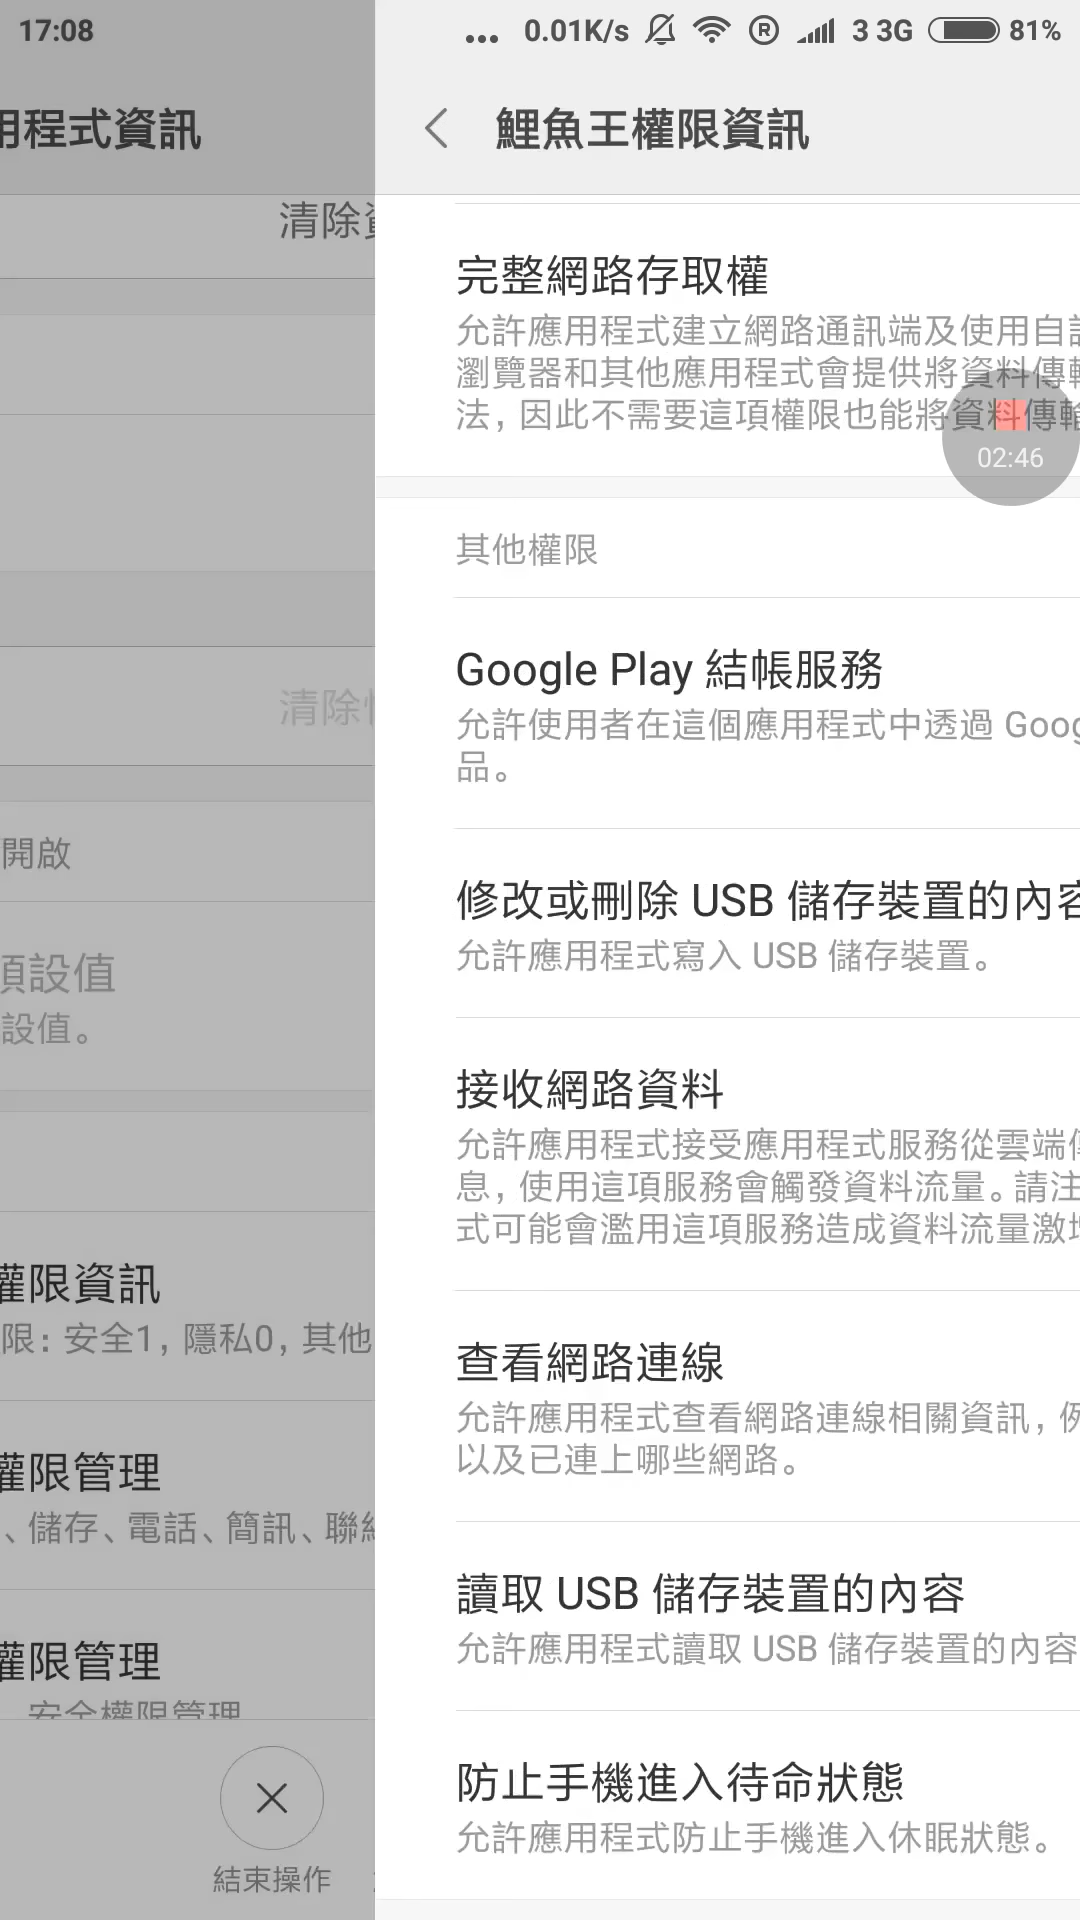 17:08
0.01K/s
R
3 3G
81%
用程式資訊
鯉魚王權限資訊
清除
完整網路存取權
允許應用程式建立網路通訊端及使用自
瀏覽器和其他應用程式會提供將資料傳輸
法，因此不需要這項權限也能將資料傳輸
02:46
其他權限
Google Play 結帳服務
允許使用者在這個應用程式中透過 Goog
品。
清除
開啟
修改或刪除 USB 儲存裝置的內容
允許應用程式寫入 USB 儲存裝置。
預設值
設值。
接收網路資料
允許應用程式接受應用程式服務從雲端傳
息，使用這項服務會觸發資料流量。請注
式可能會濫用這項服務造成資料流量激增
權限資訊
限：安全1，隱私0，其他
查看網路連線
允許應用程式查看網路連線相關資訊，例
以及已連上哪些網路。
權限管理
、儲存、電話、簡訊、聯絡
讀取 USB 儲存裝置的內容
允許應用程式讀取 USB 儲存裝置的內容
權限管理
安全權限管理
防止手機進入待命狀態
允許應用程式防止手機進入休眠狀態。
結束操作